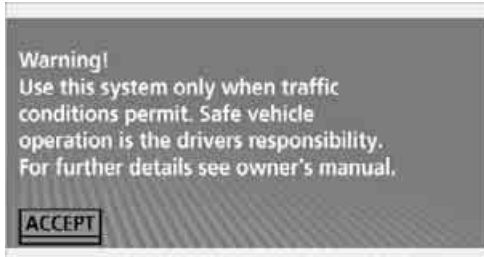 Warning!
Use this system only when traffic
conditions permit. Safe vehicle
operation is the drivers responsibility.
For further details see owner's manual.
ACCEPT